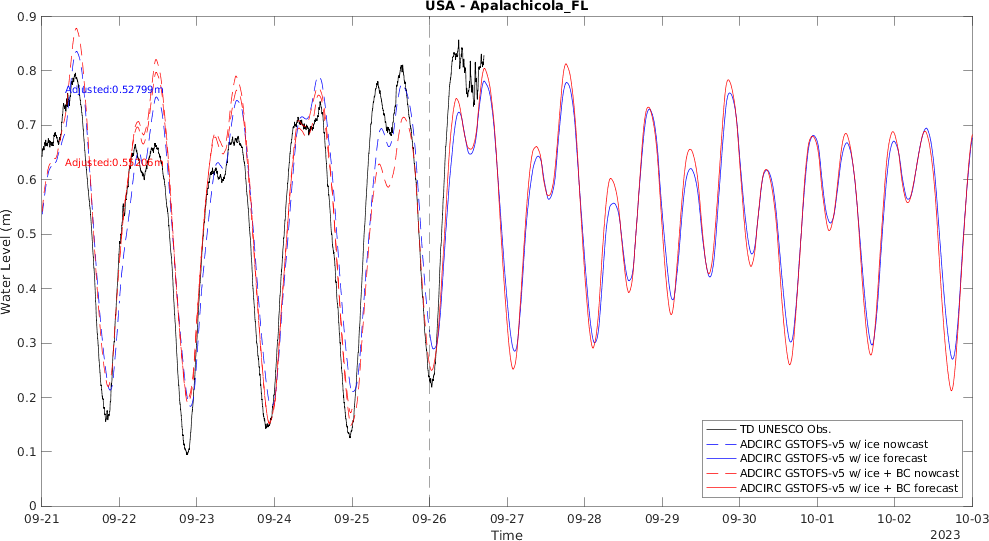 USA - Apalachicola_FL
0.9
0.8
0.7
0.6
0.5
0.4
0.3
0.2
0.1
0
Water Level (m)
Adjusted:0.52799m
TD UNESCO Obs.
ADCIRC GSTOFS-v5 w/ ice nowcast
ADCIRC GSTOFS-v5 w/ ice forecast
ADCIRC GSTOFS-v5 w/ ice + BC nowcast
ADCIRC GSTOFS-v5 w/ ice + BC forecast
09-21 09-22 09-23 09-24 09-25 09-26 09-27 09-28 09-29 09-30 10-01 10-02 10-03
Time
2023